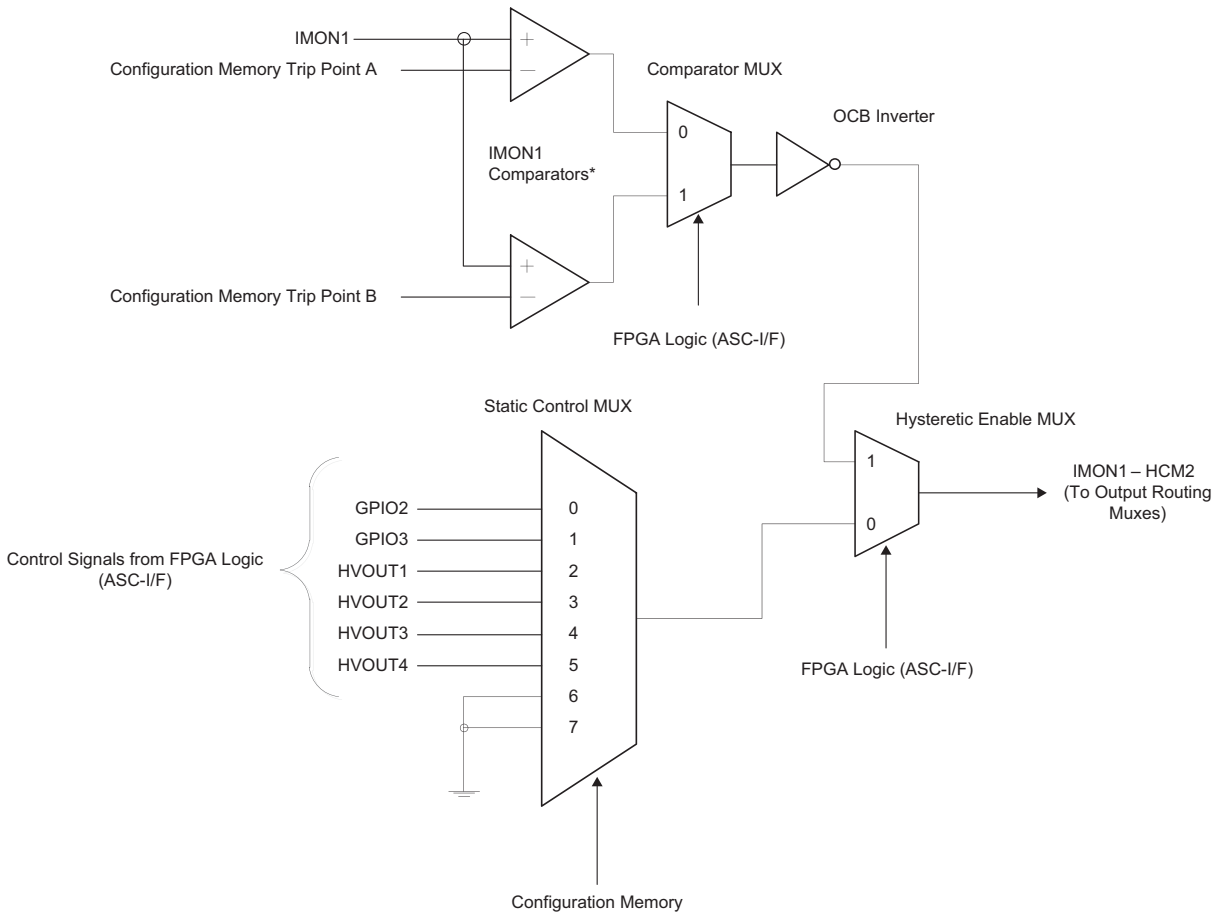 IMON1
+
Configuration Memory Trip Point A
−
Comparator MUX
0
OCB Inverter
IMON1
Comparators*
1
+
Configuration Memory Trip Point B
−
FPGA Logic (ASC-I/F)
Static Control MUX
Hysteretic Enable MUX
1
0
IMON1 – HCM2
(To Output Routing
Muxes)
FPGA Logic (ASC-I/F)
Control Signals from FPGA Logic
(ASC-I/F)
GPIO2 0
GPIO3 1
HVOUT1 2
HVOUT2 3
HVOUT3 4
HVOUT4 5
6
7
Configuration Memory